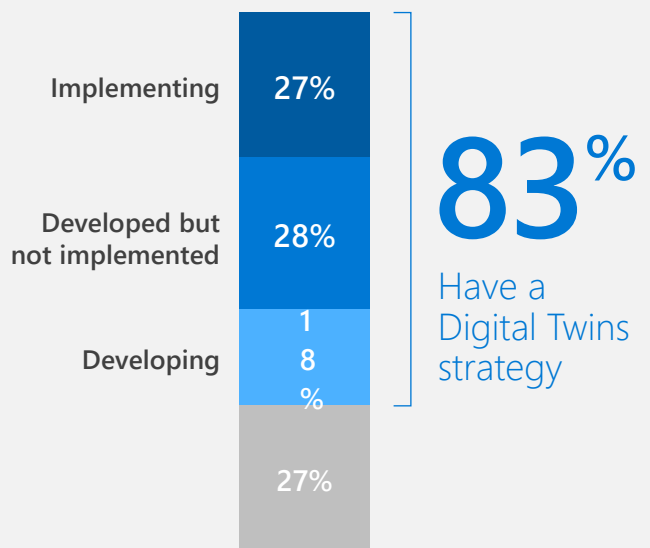 Implementing
27%
Developed but
not implemented
28%
1
8
%
Developing
27%
83%
Have a
Digital Twins
strategy